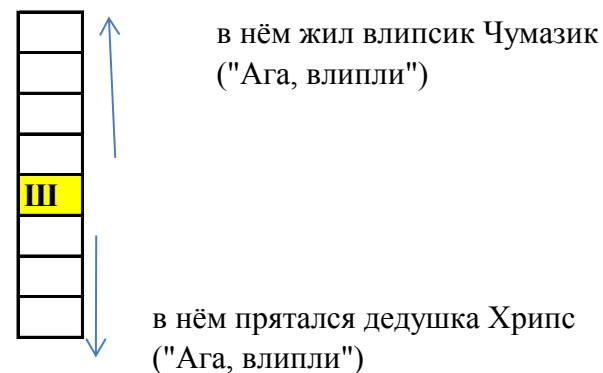 в нём жил влипсик Чумазик
("Ага, влипли")
Ш
в нём прятался дедушка Хрипс
("Ага, влипли")